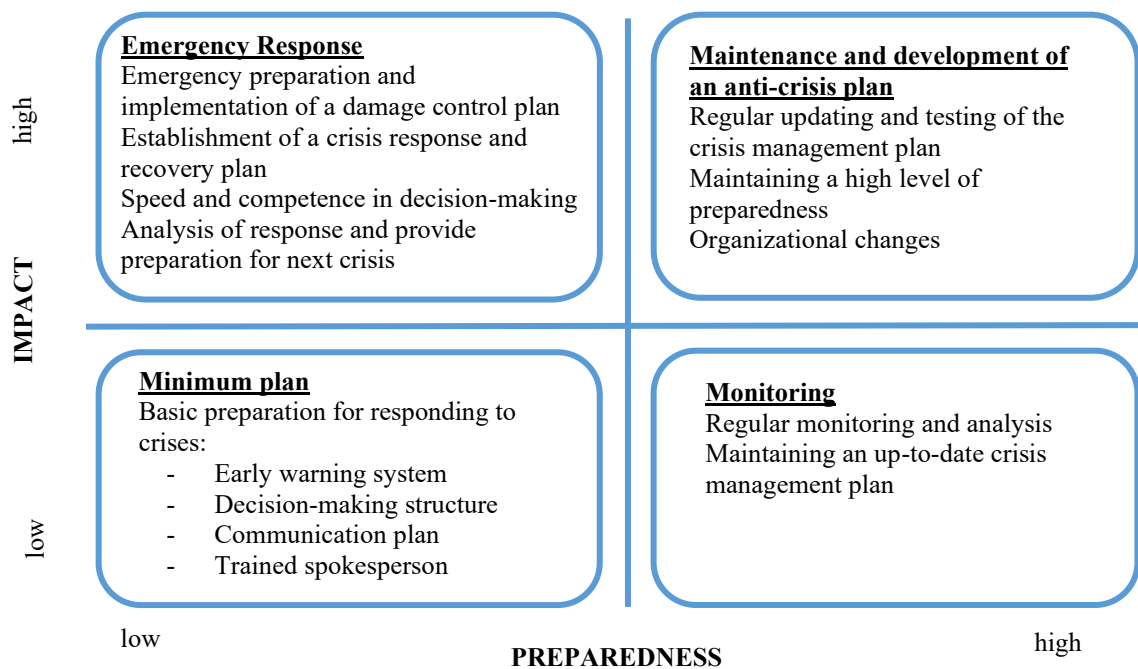 Emergency Response
Emergency preparation and
implementation of a damage control plan
Establishment of a crisis response and
recovery plan
Speed and competence in decision-making
Analysis of response and provide
preparation for next crisis
Maintenance and development of
an anti-crisis plan
Regular updating and testing of the
crisis management plan
Maintaining a high level of
preparedness
Organizational changes
high
IMPACT
low
Minimum plan
Basic preparation for responding to
crises:
- Early warning system
- Decision-making structure
- Communication plan
- Trained spokesperson
Monitoring
Regular monitoring and analysis
Maintaining an up-to-date crisis
management plan
low
PREPAREDNESS
high